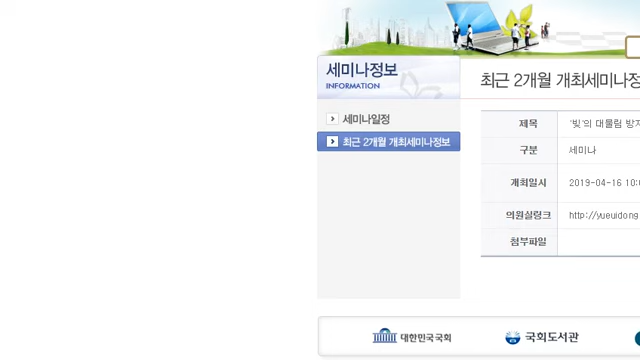 세미나정보
INFORMATION
세미나일정
최근 2개월 개최세미나정보
최근 2개월 개최세미나정
제목 '빚'의 대물림 방지
구분 세미나
개최일시 2019-04-16 10:
의원실링크 http://yueuidong
첨부파일
대한민국국회
국회도서관